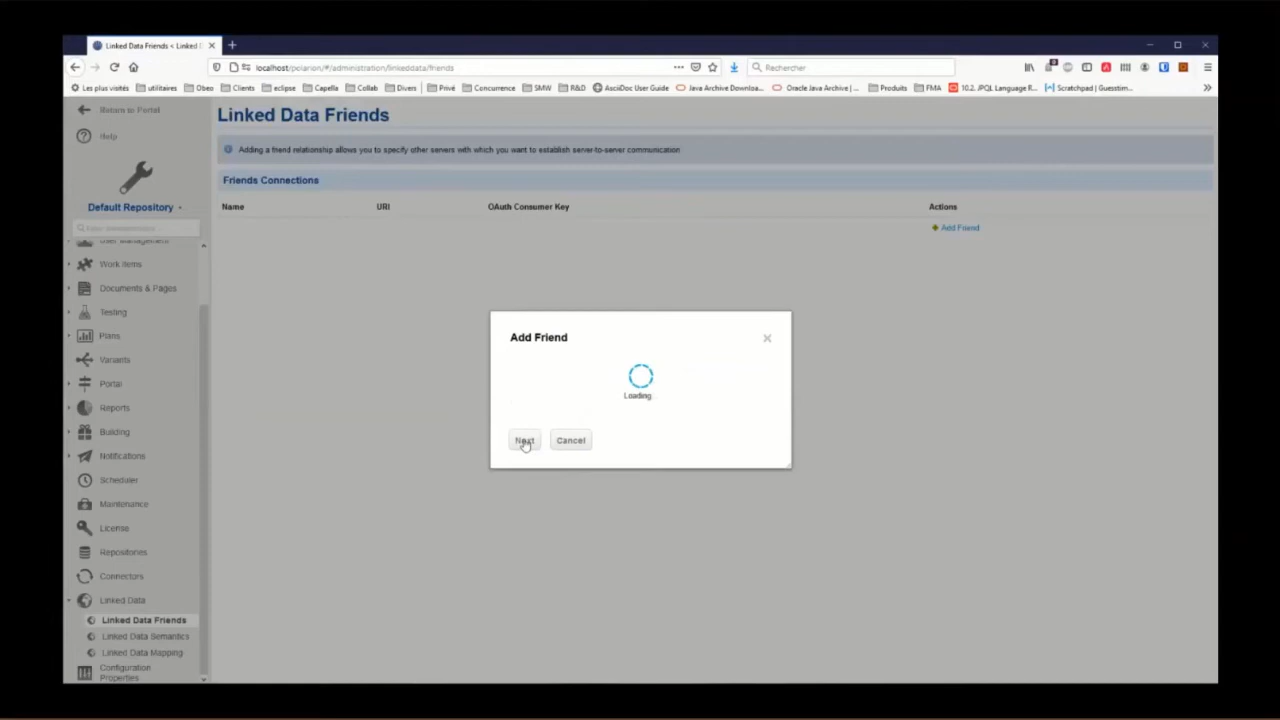 Linked Data Friends < Linked D
localhost/polarion/#/administration/linkeddata/friends
Rechercher
Les plus visités utilitaires Obeo Clients eclipse Capella Collab Divers Privé Concurrence SMW R&D AsciiDoc User Guide Java Archive Downloa... Oracle Java Archive | ... Produits FMA 10.2. JPQL Language R... Scratchpad | Guesstim...
Return to Portal
Help
Default Repository
User Management
Work Items
Documents & Pages
Testing
Plans
Variants
Portal
Reports
Building
Notifications
Scheduler
Maintenance
License
Repositories
Connectors
Linked Data
Linked Data Friends
Linked Data Semantics
Linked Data Mapping
Configuration
Properties
Linked Data Friends
Adding a friend relationship allows you to specify other servers with which you want to establish server-to-server communication
Friends Connections
Name URI OAuth Consumer Key Actions
Add Friend
Add Friend
Loading
Next Cancel